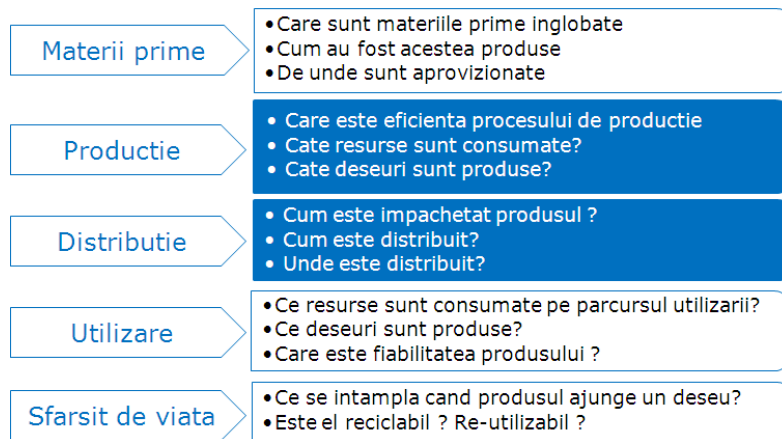 Materii prime
•Care sunt materiile prime inglobate
•Cum au fost acestea produse
•De unde sunt aprovizionate
Productie
• Care este eficienta procesului de productie
• Cate resurse sunt consumate?
• Cate deseuri sunt produse?
Distributie
• Cum este impachetat produsul ?
• Cum este distribuit?
• Unde este distribuit?
Utilizare
•Ce resurse sunt consumate pe parcursul utilizarii?
•Ce deseuri sunt produse?
•Care este fiabilitatea produsului ?
Sfarsit de viata
•Ce se intampla cand produsul ajunge un deseu?
•Este el reciclabil ? Re-utilizabil ?